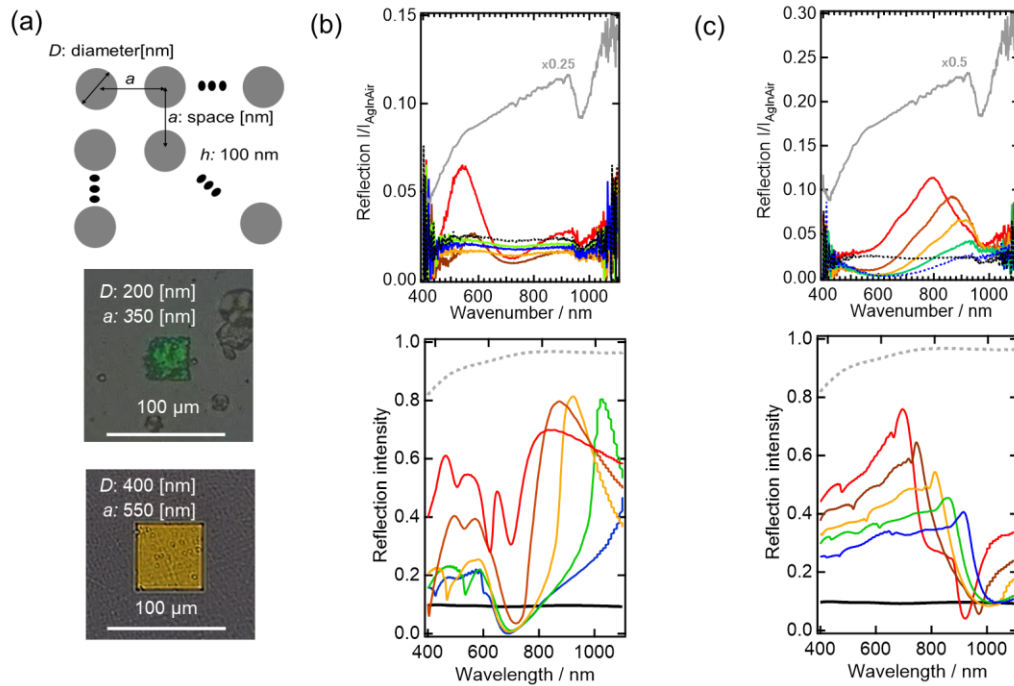 (a)
D: diameter[nm]
a
a: space [nm]
h: 100 nm
D: 200 [nm]
a: 350 [nm]
100 µm
D: 400 [nm]
a: 550 [nm]
100 µm
(b)
Reflection I/I_AgInAir
0.15
0.10
0.05
0.00
x0.25
400 600 800 1000
Wavenumber / nm
Reflection intensity
1.0
0.8
0.6
0.4
0.2
0.0
400 600 800 1000
Wavelength / nm
(c)
Reflection I/I_AgInAir
0.30
0.25
0.20
0.15
0.10
0.05
0.00
x0.5
400 600 800 1000
Wavenumber / nm
Reflection intensity
1.0
0.8
0.6
0.4
0.2
0.0
400 600 800 1000
Wavelength / nm